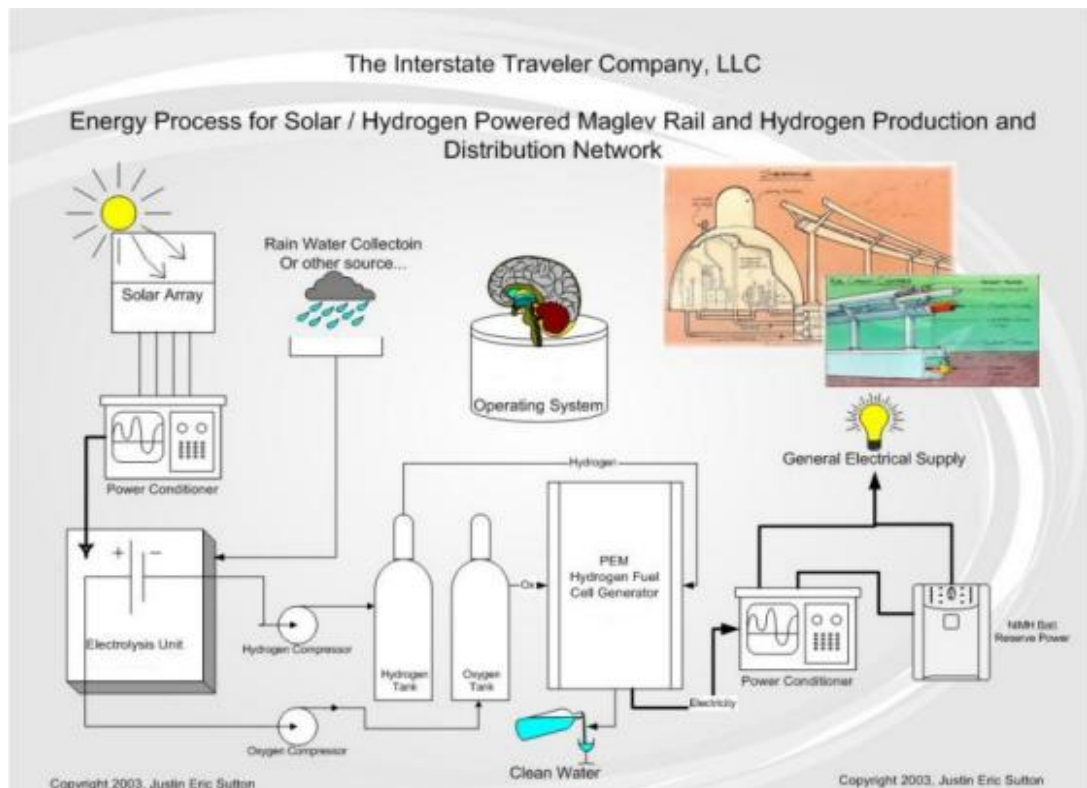 The Interstate Traveler Company, LLC
Energy Process for Solar / Hydrogen Powered Maglev Rail and Hydrogen Production and
Distribution Network
Solar Array
Rain Water Collectoin
Or other source...
Operating System
General Electrical Supply
Power Conditioner
Hydrogen
+ −
Electrolysis Unit
Hydrogen Compressor
Oxygen Compressor
Hydrogen
Tank
Oxygen
Tank
Ox
PEM
Hydrogen Fuel
Cell Generator
Electricity
Clean Water
Power Conditioner
NIMH Batt.
Reserve Power
Copyright 2003, Justin Eric Sutton
Copyright 2003, Justin Eric Sutton